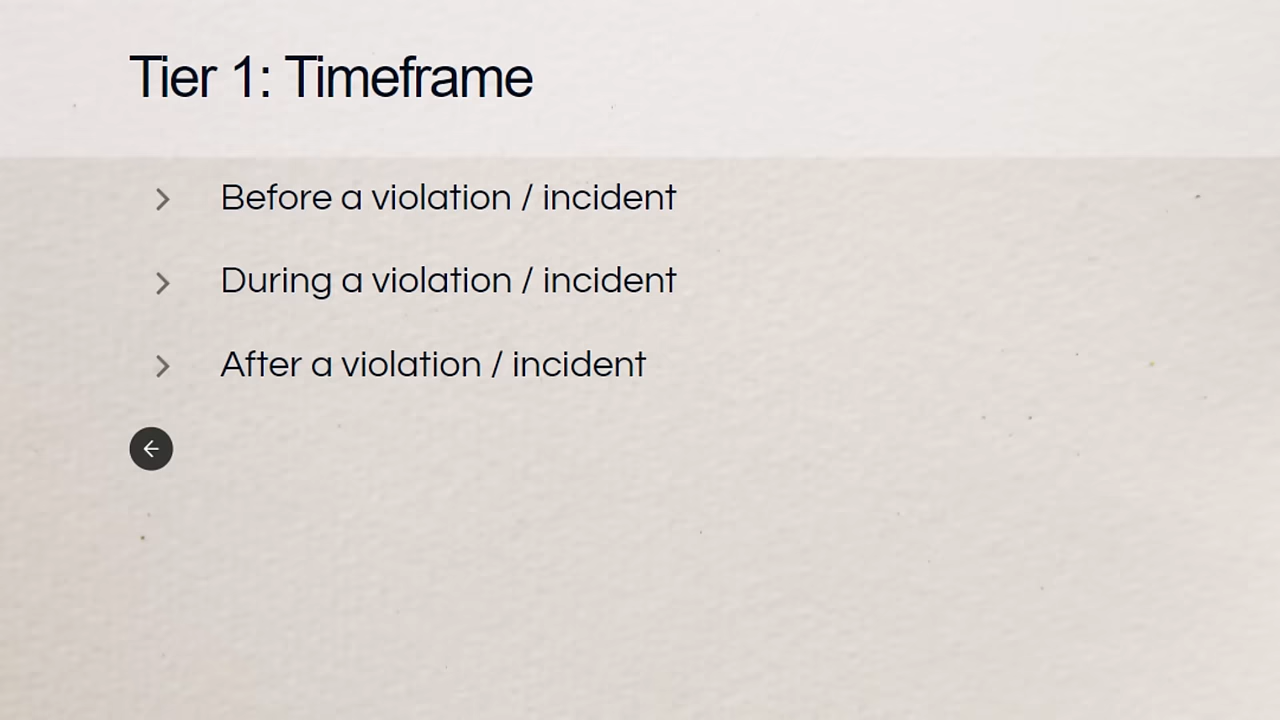 Tier 1: Timeframe
Before a violation / incident
During a violation / incident
After a violation / incident